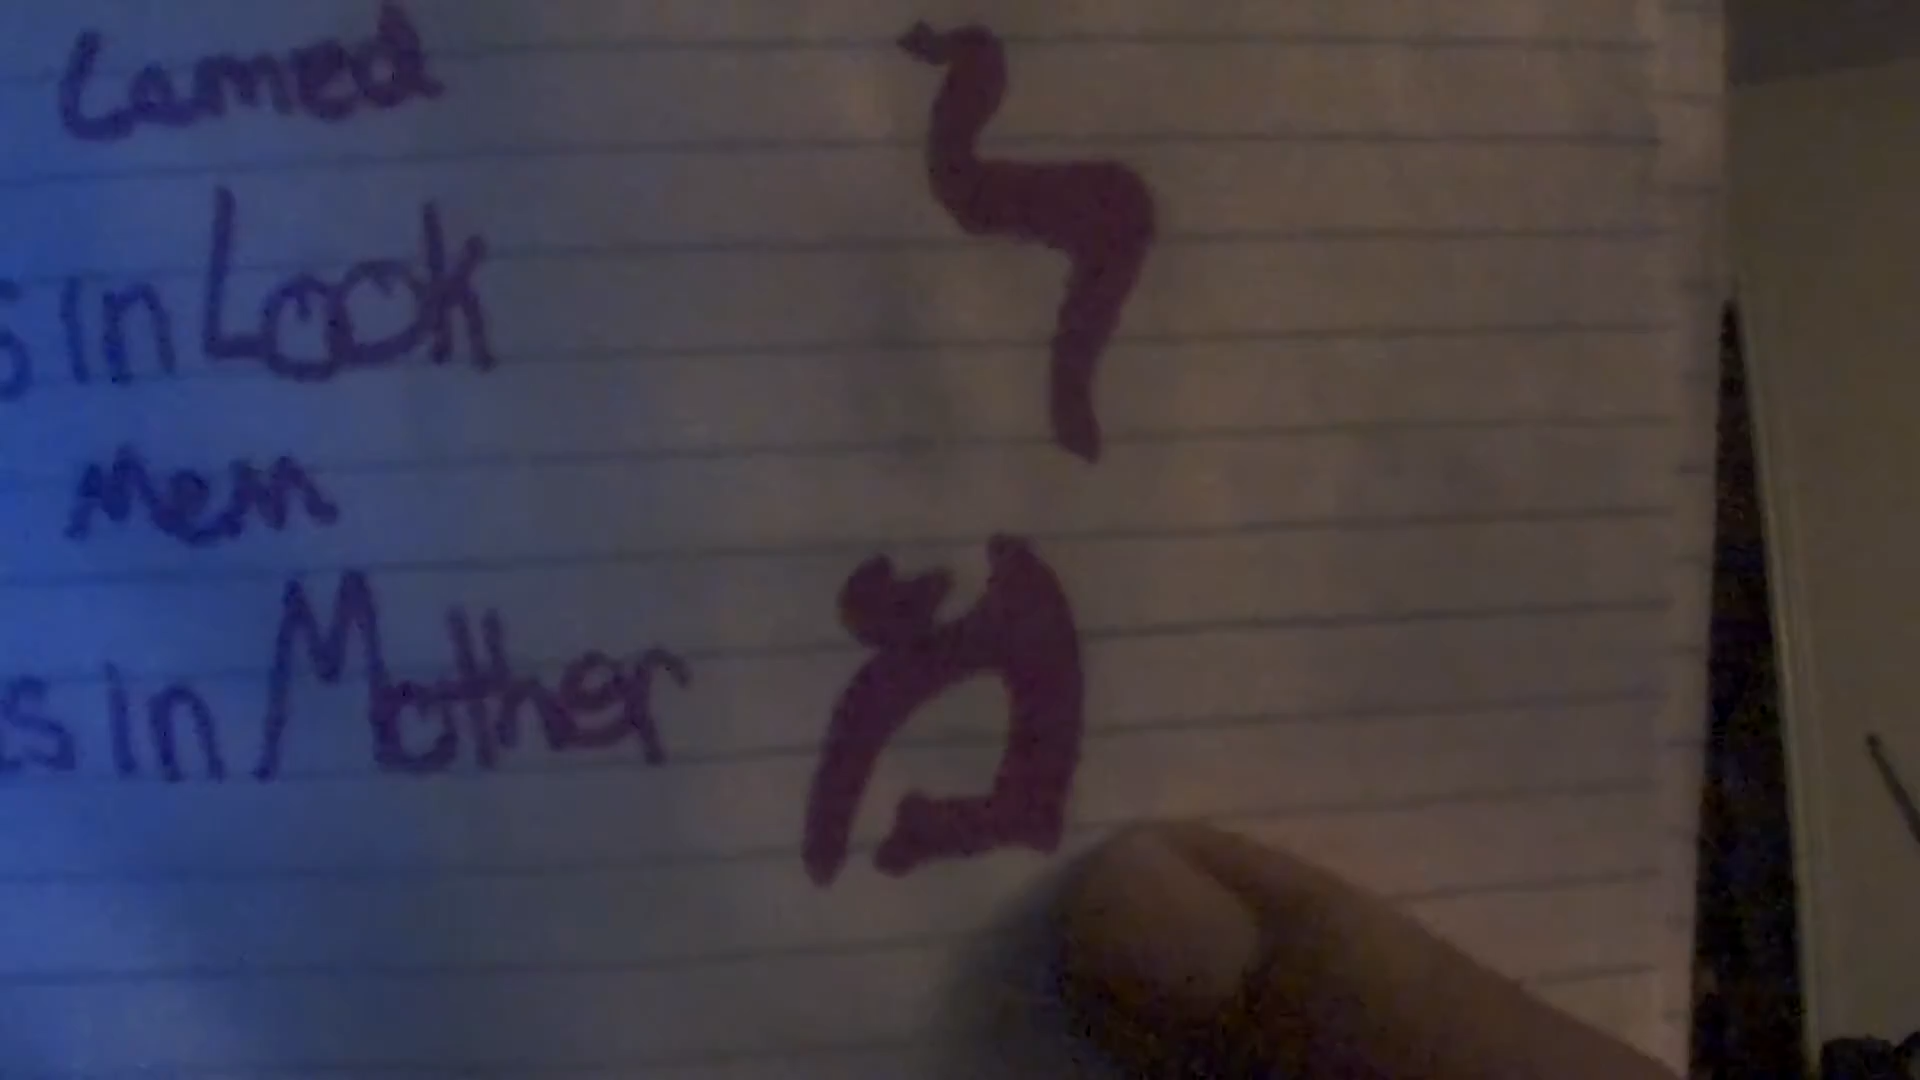 Lamed ל
s In Look
Mem
s In Mother מ